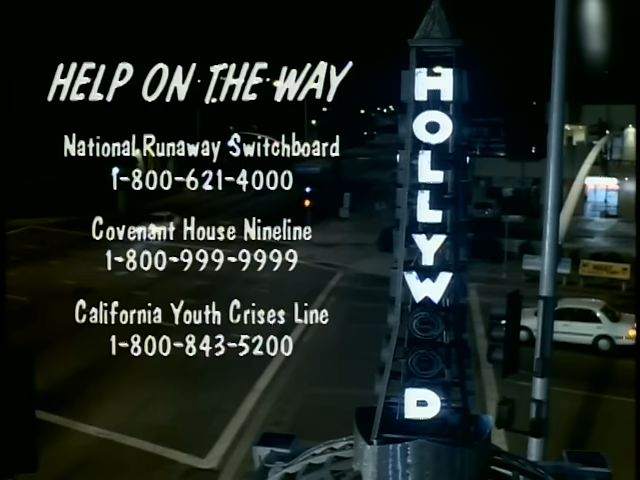 HELP ON THE WAY
National Runaway Switchboard
1-800-621-4000
Covenant House Nineline
1-800-999-9999
California Youth Crises Line
1-800-843-5200
HOLLYWOOD